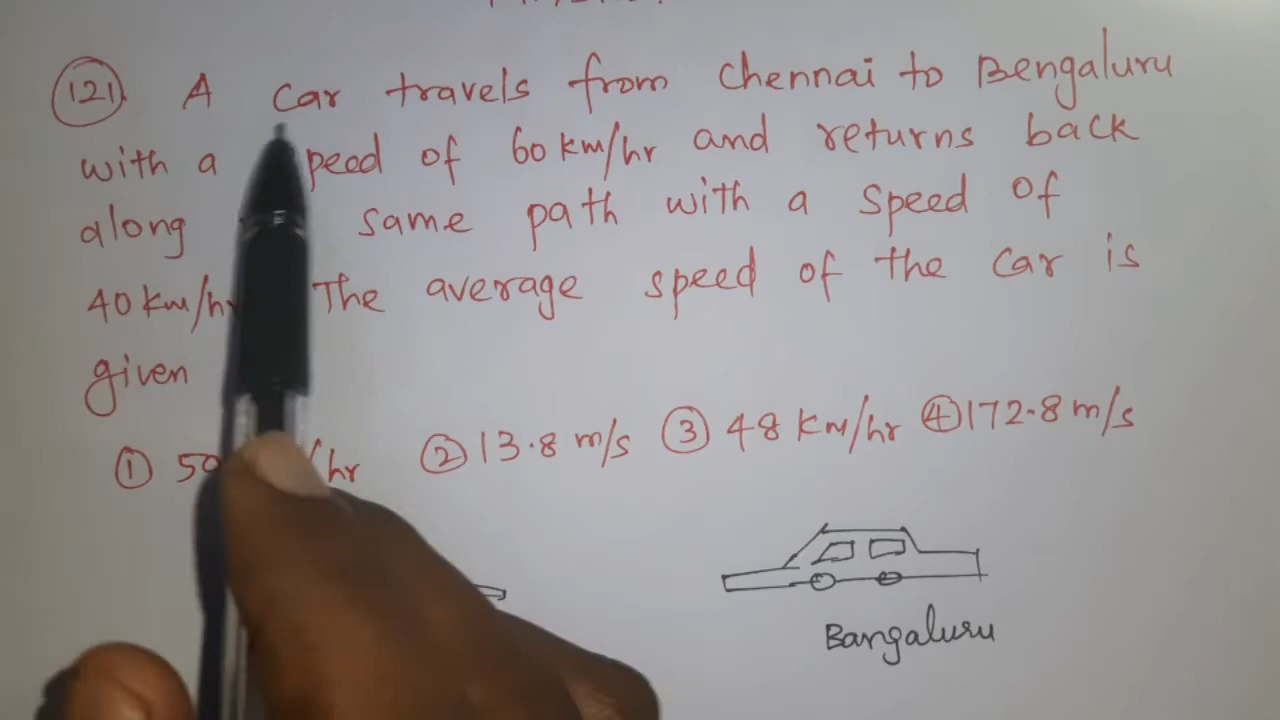 121. A car travels from Chennai to Bengaluru
with a peed of 60 km/hr and returns back
along same path with a speed of
40 km/hr The average speed of the car is
given
① 50 /hr ② 13.8 m/s ③ 48 km/hr ④ 172.8 m/s
Bangaluru